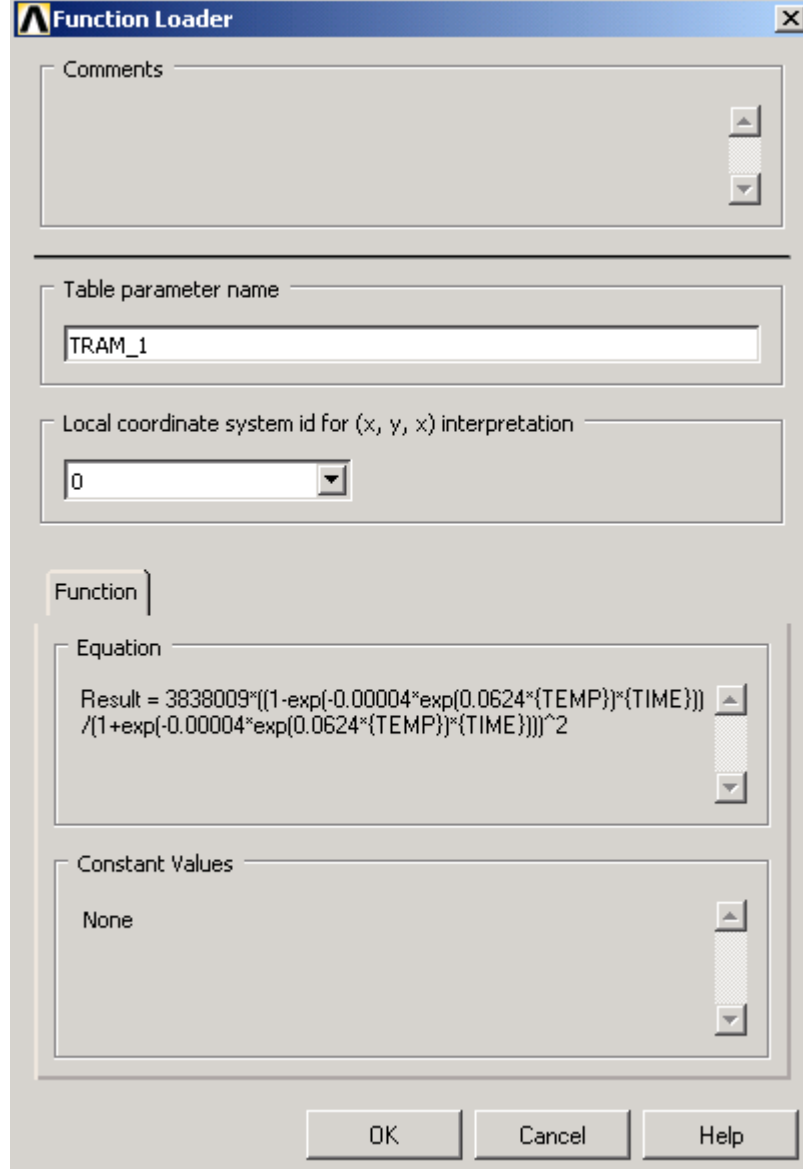 Function Loader
Comments
Table parameter name
TRAM_1
Local coordinate system id for (x, y, x) interpretation
0
Function
Equation
Result = 3838009*((1-exp(-0.00004*exp(0.0624*{TEMP})*{TIME}))
/(1+exp(-0.00004*exp(0.0624*{TEMP})*{TIME})))^2
Constant Values
None
OK
Cancel
Help